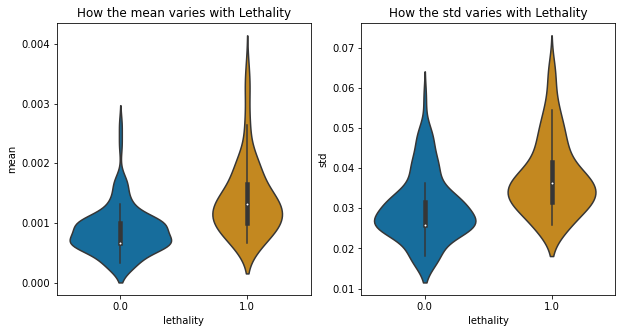 How the mean varies with Lethality
0.004
0.003
0.002
0.001
0.000
mean
0.0
1.0
lethality
How the std varies with Lethality
0.07
0.06
0.05
0.04
0.03
0.02
0.01
std
0.0
1.0
lethality